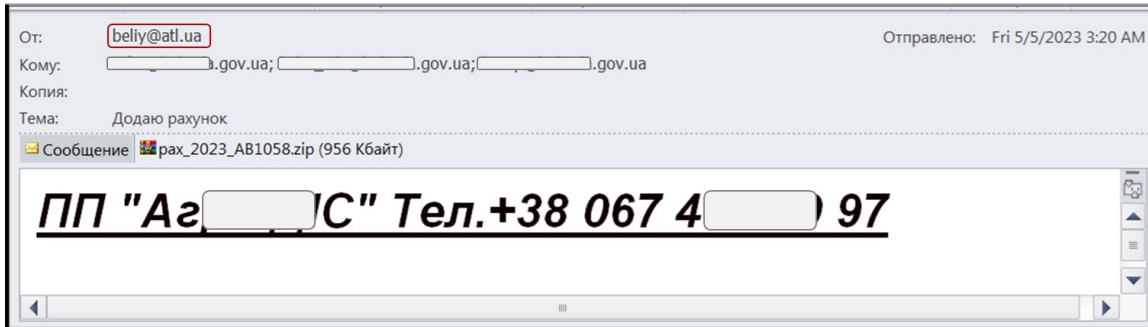 От: beliy@atl.ua Отправлено: Fri 5/5/2023 3:20 AM
Кому: .gov.ua; .gov.ua; .gov.ua
Копия:
Тема: Додаю рахунок
Сообщение pax_2023_AB1058.zip (956 Кбайт)
ПП "Аг С" Тел.+38 067 4 97